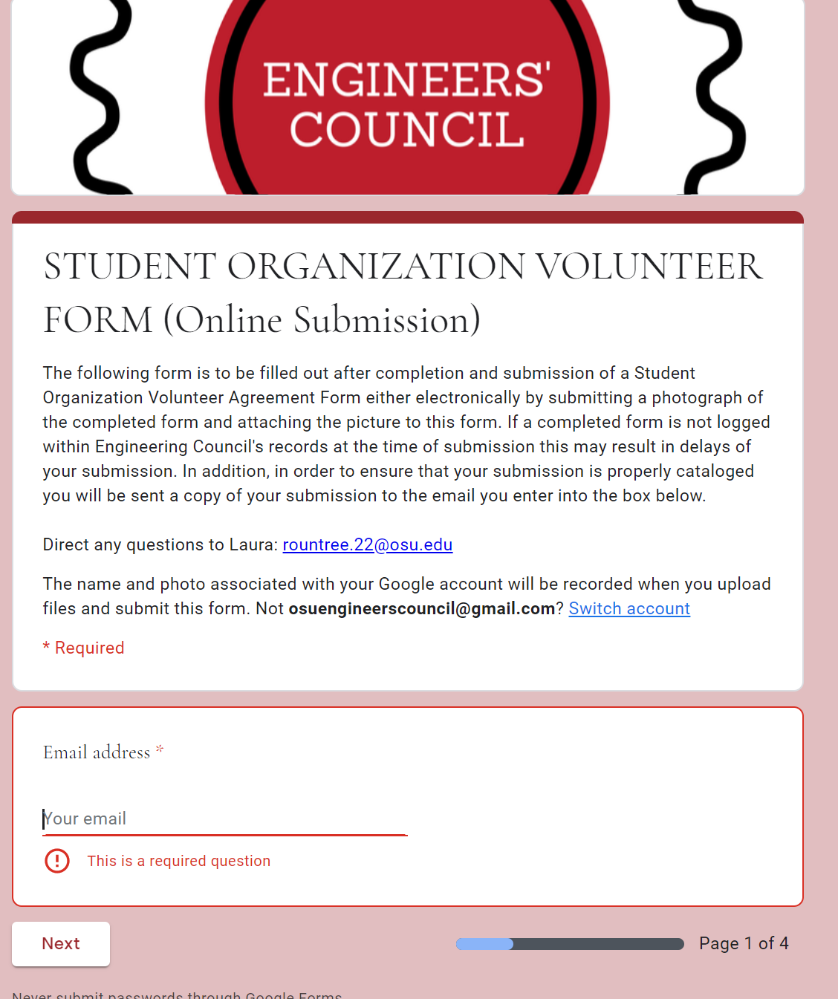 ENGINEERS'
COUNCIL
STUDENT ORGANIZATION VOLUNTEER
FORM (Online Submission)
The following form is to be filled out after completion and submission of a Student
Organization Volunteer Agreement Form either electronically by submitting a photograph of
the completed form and attaching the picture to this form. If a completed form is not logged
within Engineering Council's records at the time of submission this may result in delays of
your submission. In addition, in order to ensure that your submission is properly cataloged
you will be sent a copy of your submission to the email you enter into the box below.
Direct any questions to Laura: rountree.22@osu.edu
The name and photo associated with your Google account will be recorded when you upload
files and submit this form. Not osuengineerscouncil@gmail.com? Switch account
* Required
Email address *
Your email
This is a required question
Next
Page 1 of 4
Never submit passwords through Google Forms.